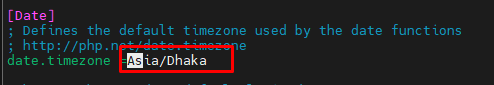 [Date]
; Defines the default timezone used by the date functions
; http://php.net/date.timezone
date.timezone =Asia/Dhaka